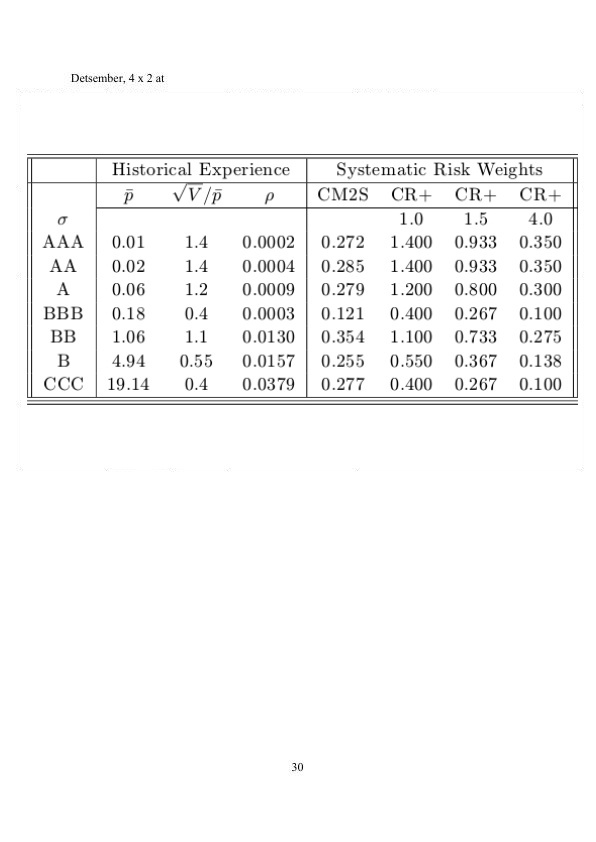 Detsember, 4 x 2 at
Historical Experience Systematic Risk Weights
p̄ √V/p̄ ρ CM2S CR+ CR+ CR+
σ 1.0 1.5 4.0
AAA 0.01 1.4 0.0002 0.272 1.400 0.933 0.350
AA 0.02 1.4 0.0004 0.285 1.400 0.933 0.350
A 0.06 1.2 0.0009 0.279 1.200 0.800 0.300
BBB 0.18 0.4 0.0003 0.121 0.400 0.267 0.100
BB 1.06 1.1 0.0130 0.354 1.100 0.733 0.275
B 4.94 0.55 0.0157 0.255 0.550 0.367 0.138
CCC 19.14 0.4 0.0379 0.277 0.400 0.267 0.100
30